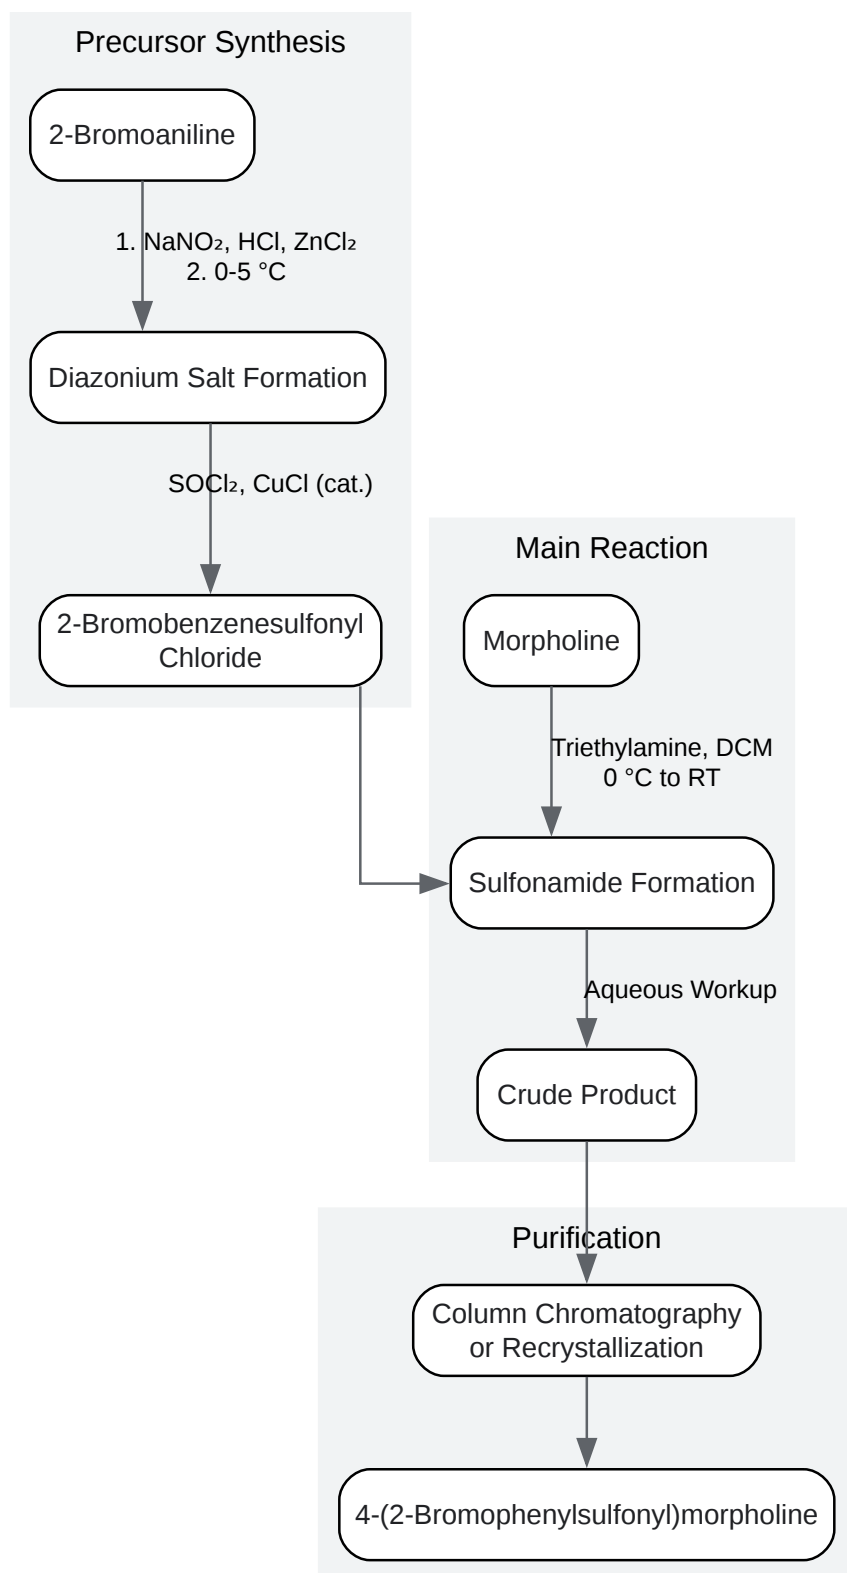 Precursor Synthesis
2-Bromoaniline
1. NaNO₂, HCl, ZnCl₂
2. 0-5 °C
Diazonium Salt Formation
SOCl₂, CuCl (cat.)
2-Bromobenzenesulfonyl
Chloride
Main Reaction
Morpholine
Triethylamine, DCM
0 °C to RT
Sulfonamide Formation
Aqueous Workup
Crude Product
Purification
Column Chromatography
or Recrystallization
4-(2-Bromophenylsulfonyl)morpholine